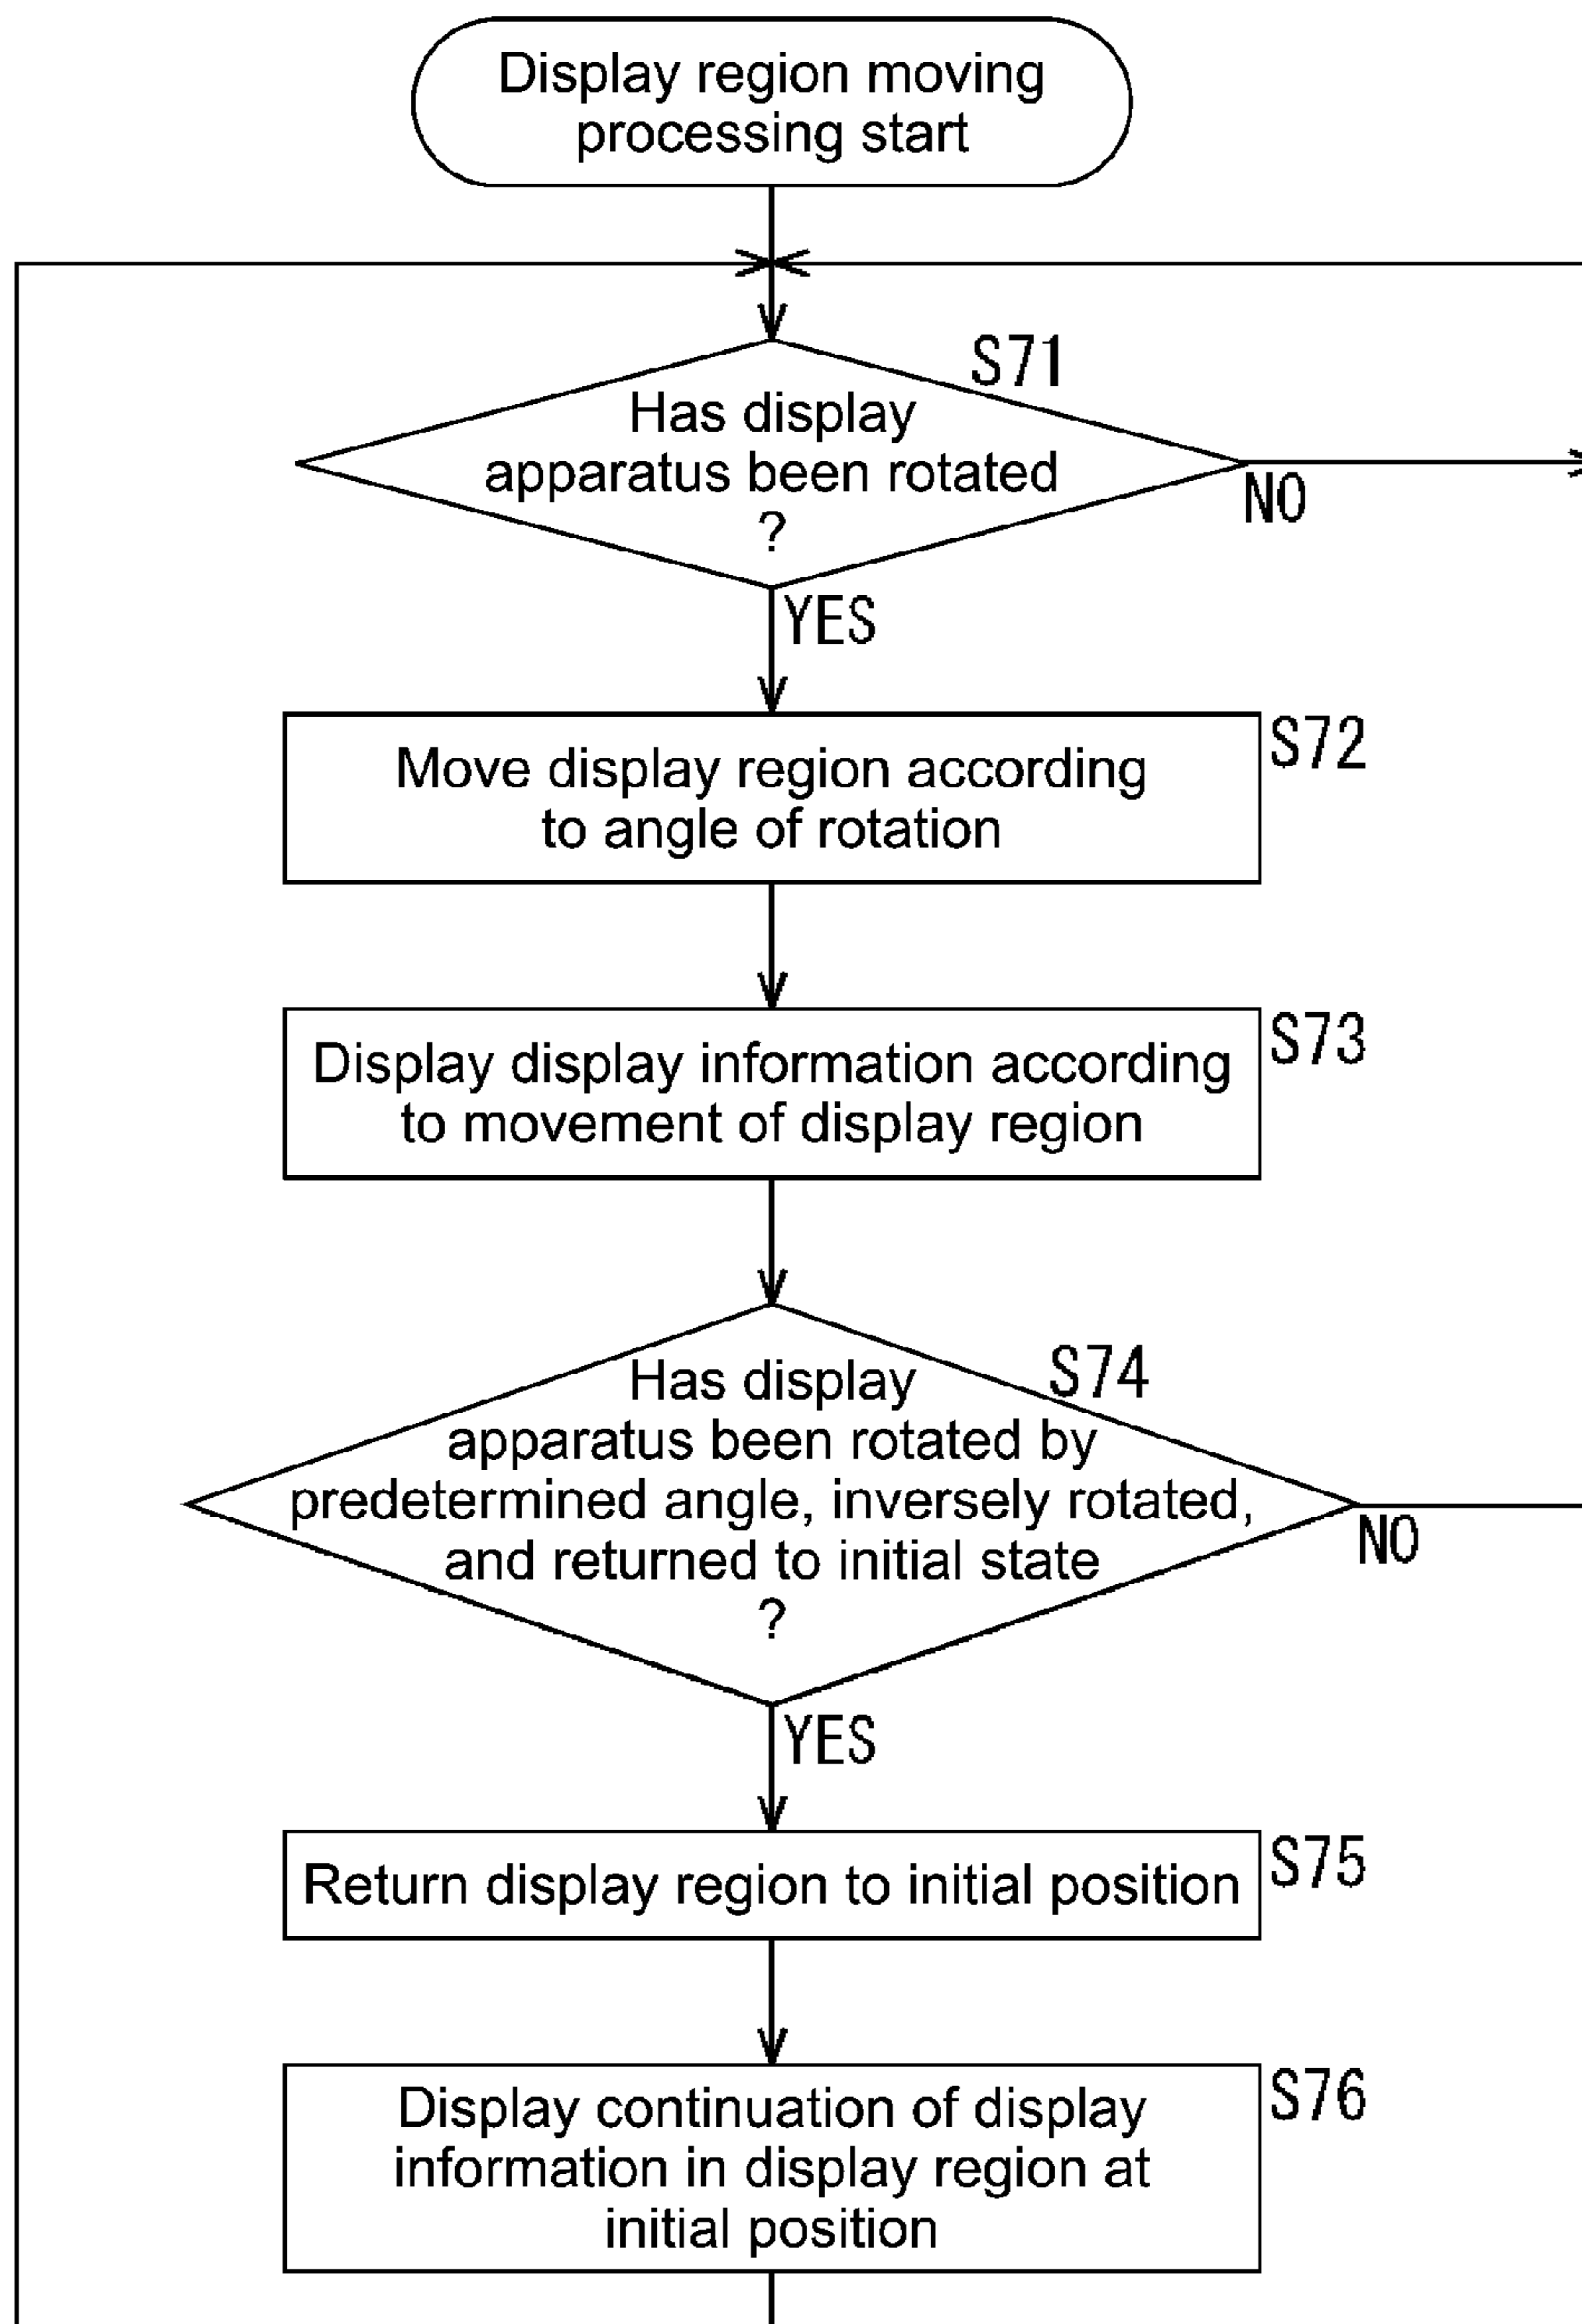 Display region moving
processing start
S71
Has display
apparatus been rotated
?
NO
YES
S72
Move display region according
to angle of rotation
S73
Display display information according
to movement of display region
S74
Has display
apparatus been rotated by
predetermined angle, inversely rotated,
and returned to initial state
?
NO
YES
S75
Return display region to initial position
S76
Display continuation of display
information in display region at
initial position